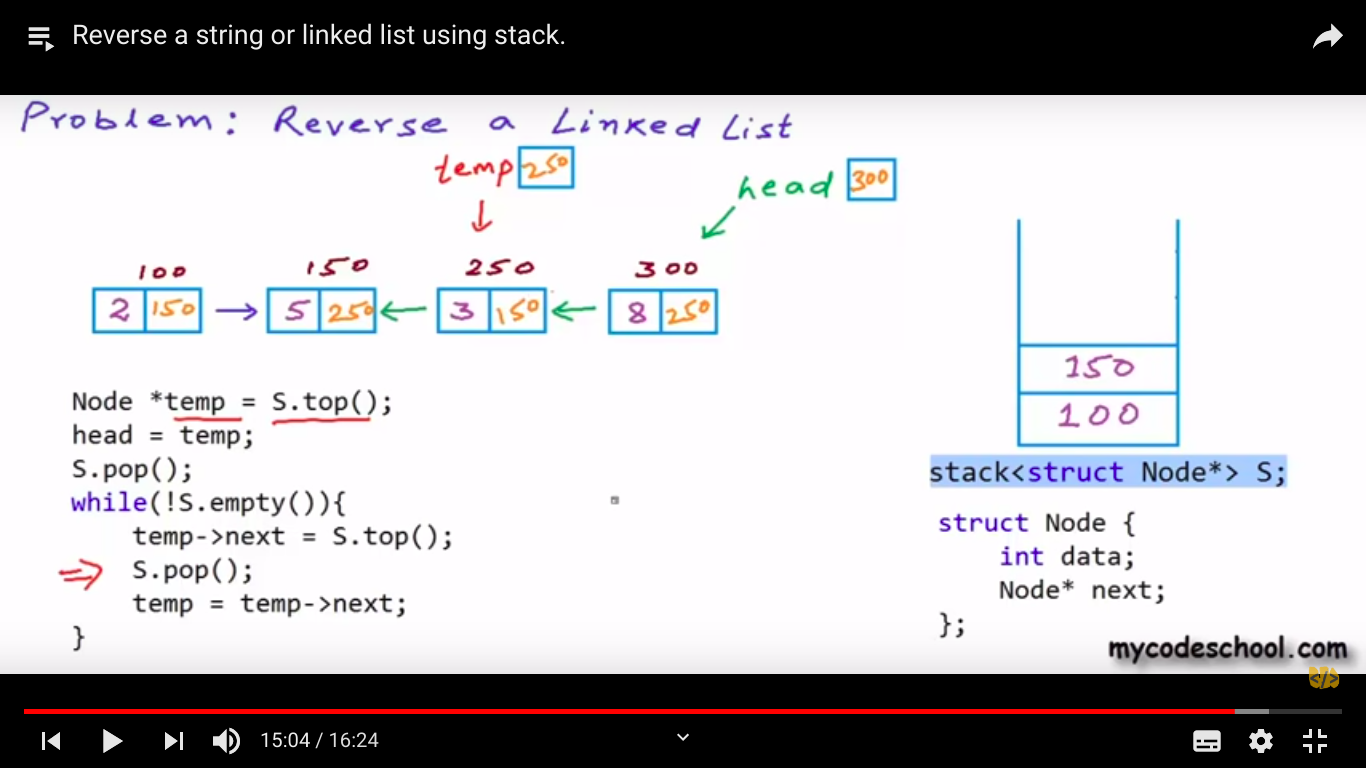 Reverse a string or linked list using stack.
Problem: Reverse a Linked List
temp 250
head 300
100 150 250 300
2 150 5 250 3 150 8 250
150
100
Node *temp = S.top();
head = temp;
S.pop();
while(!S.empty()){
temp->next = S.top();
S.pop();
temp = temp->next;
}
stack<struct Node*> S;
struct Node {
int data;
Node* next;
};
mycodeschool.com
</>
15:04 / 16:24